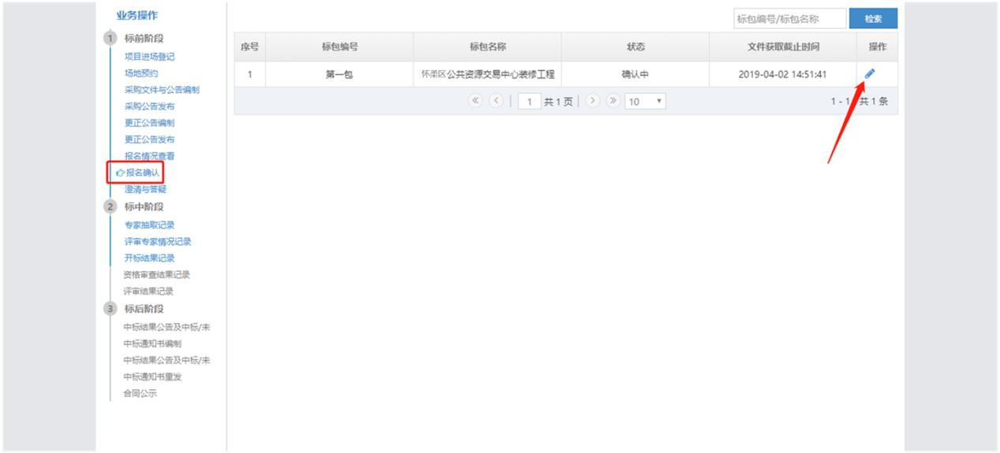 业务操作
1 标前阶段
项目进场登记
场地预约
采购文件与公告编制
采购公告发布
更正公告编制
更正公告发布
报名情况查看
报名确认
澄清与答疑
2 标中阶段
专家抽取记录
评审专家情况记录
开标结果记录
资格审查结果记录
评审结果记录
3 标后阶段
中标结果公告及中标/未
中标通知书编制
中标结果公告及中标/未
中标通知书重发
合同公示
标包编号/标包名称 检索
序号 标包编号 标包名称 状态 文件获取截止时间 操作
1 第一包 怀柔区公共资源交易中心装修工程 确认中 2019-04-02 14:51:41
1 共 1 页 10 1 - 1 共 1 条